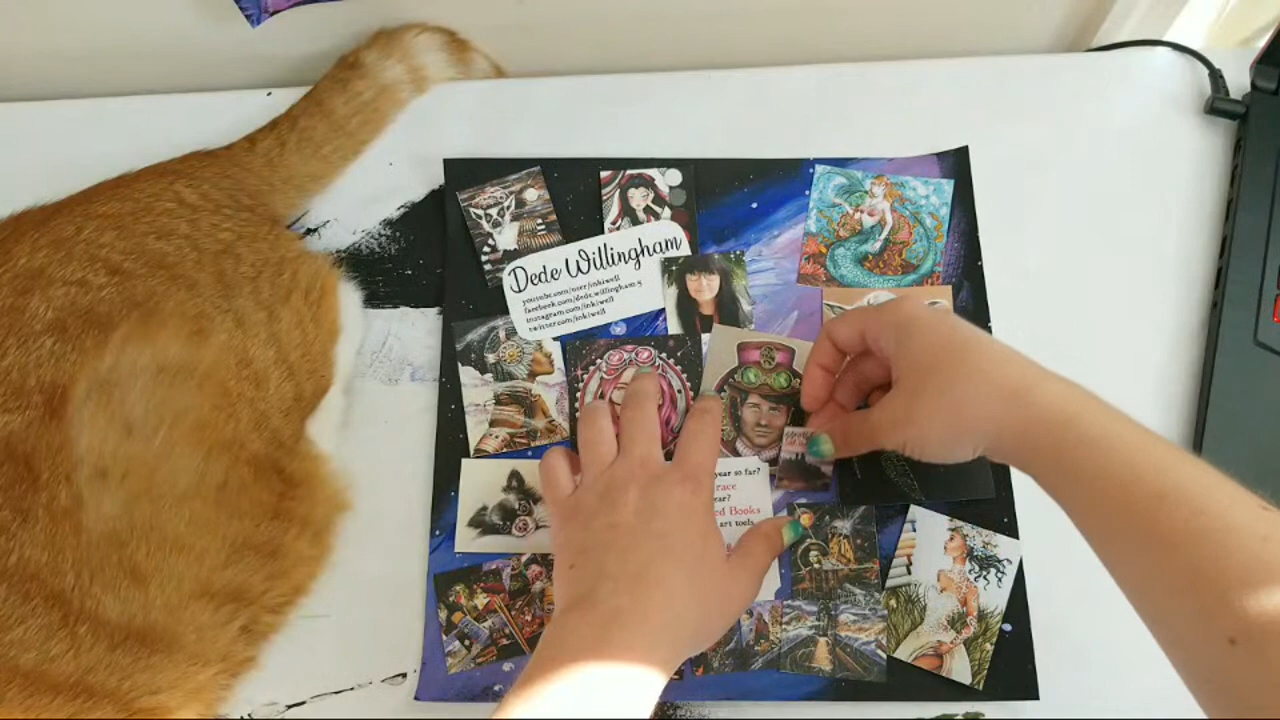 Dede Willingham
youtube.com/user/inkiwell
facebook.com/dede.willingham.5
instagram.com/inkiwell
twitter.com/inkiwell
year so far?
race
ear?
ed Books
art tools